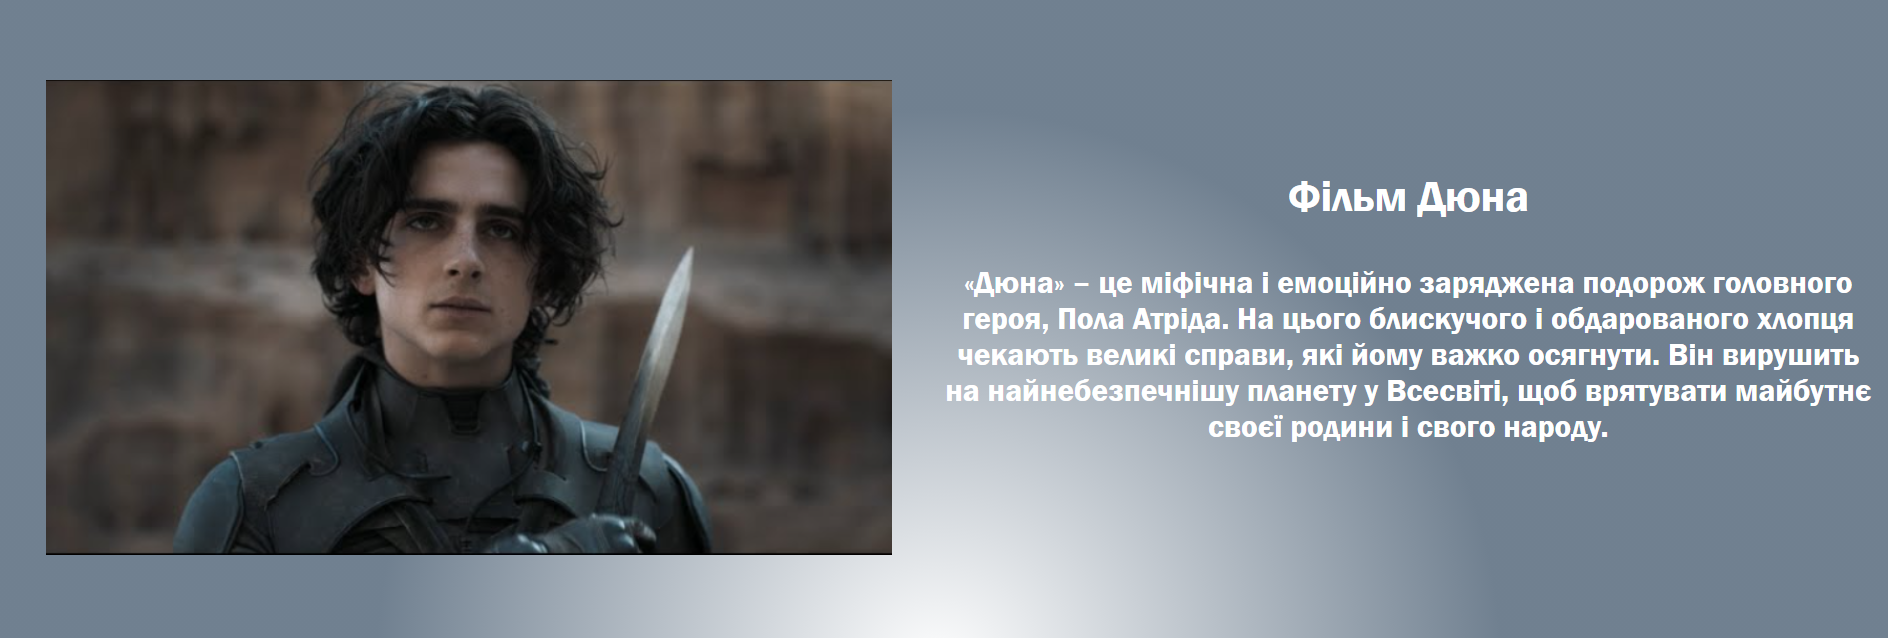 Фільм Дюна
«Дюна» – це міфічна і емоційно заряджена подорож головного
героя, Пола Атріда. На цього блискучого і обдарованого хлопця
чекають великі справи, які йому важко осягнути. Він вирушить
на найнебезпечнішу планету у Всесвіті, щоб врятувати майбутнє
своєї родини і свого народу.